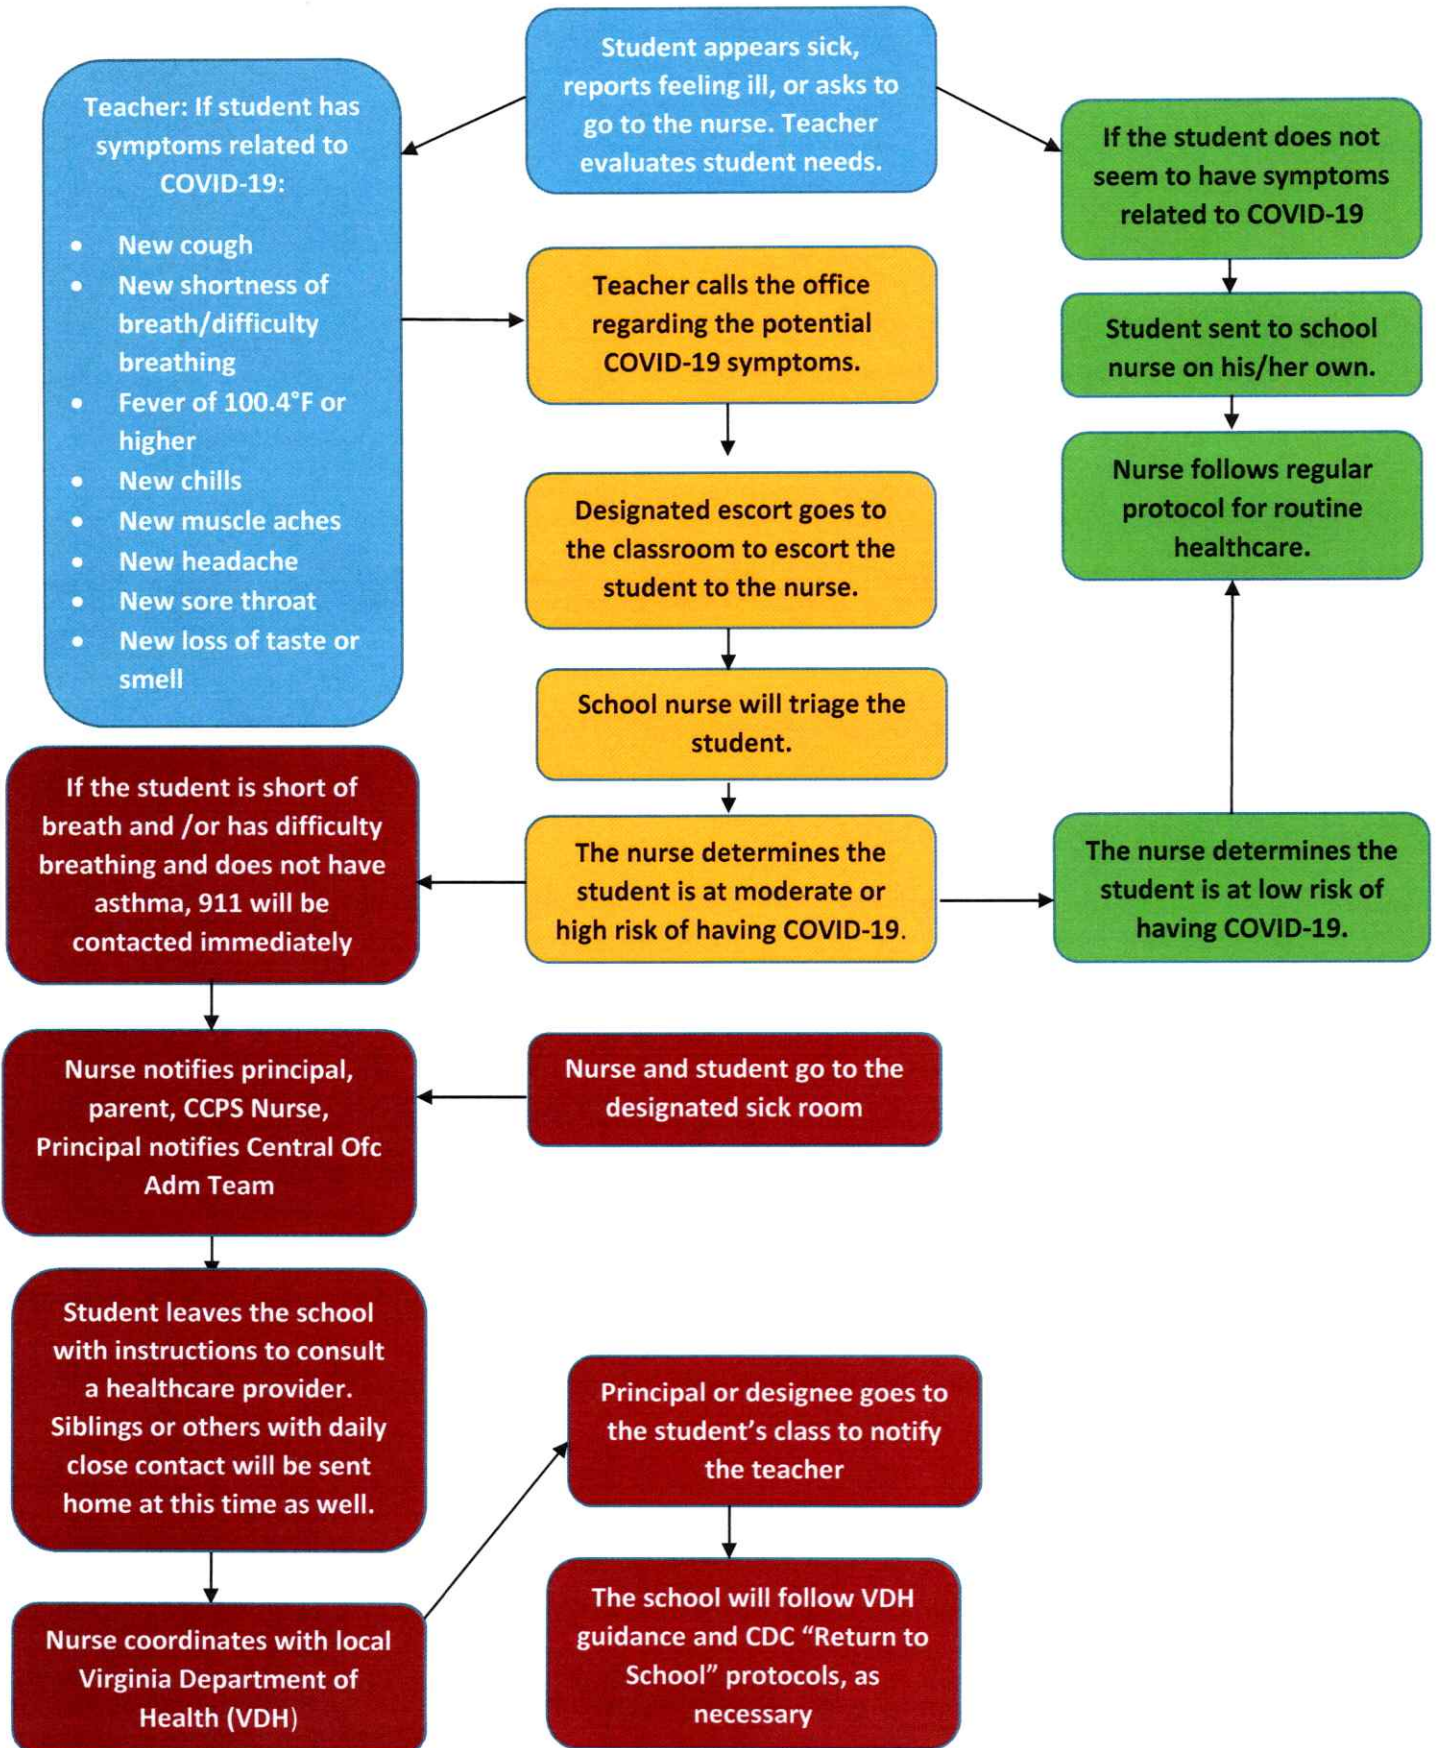 Student appears sick,
reports feeling ill, or asks to
go to the nurse. Teacher
evaluates student needs.
Teacher: If student has
symptoms related to
COVID-19:
• New cough
• New shortness of
breath/difficulty
breathing
• Fever of 100.4°F or
higher
• New chills
• New muscle aches
• New headache
• New sore throat
• New loss of taste or
smell
If the student does not
seem to have symptoms
related to COVID-19
Student sent to school
nurse on his/her own.
Nurse follows regular
protocol for routine
healthcare.
Teacher calls the office
regarding the potential
COVID-19 symptoms.
Designated escort goes to
the classroom to escort the
student to the nurse.
School nurse will triage the
student.
The nurse determines the
student is at moderate or
high risk of having COVID-19.
The nurse determines the
student is at low risk of
having COVID-19.
If the student is short of
breath and /or has difficulty
breathing and does not have
asthma, 911 will be
contacted immediately
Nurse and student go to the
designated sick room
Nurse notifies principal,
parent, CCPS Nurse,
Principal notifies Central Ofc
Adm Team
Student leaves the school
with instructions to consult
a healthcare provider.
Siblings or others with daily
close contact will be sent
home at this time as well.
Nurse coordinates with local
Virginia Department of
Health (VDH)
Principal or designee goes to
the student’s class to notify
the teacher
The school will follow VDH
guidance and CDC “Return to
School” protocols, as
necessary